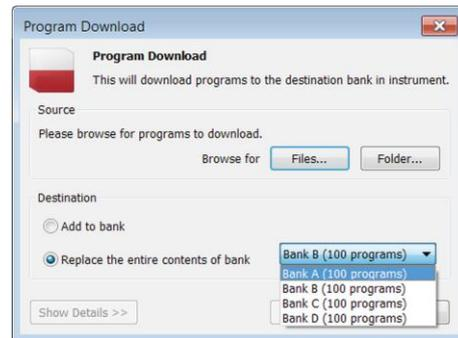 Program Download
Program Download
This will download programs to the destination bank in instrument.
Source
Please browse for programs to download.
Browse for Files... Folder...
Destination
Add to bank
Replace the entire contents of bank Bank B (100 programs)
Bank A (100 programs)
Bank B (100 programs)
Bank C (100 programs)
Bank D (100 programs)
Show Details >>